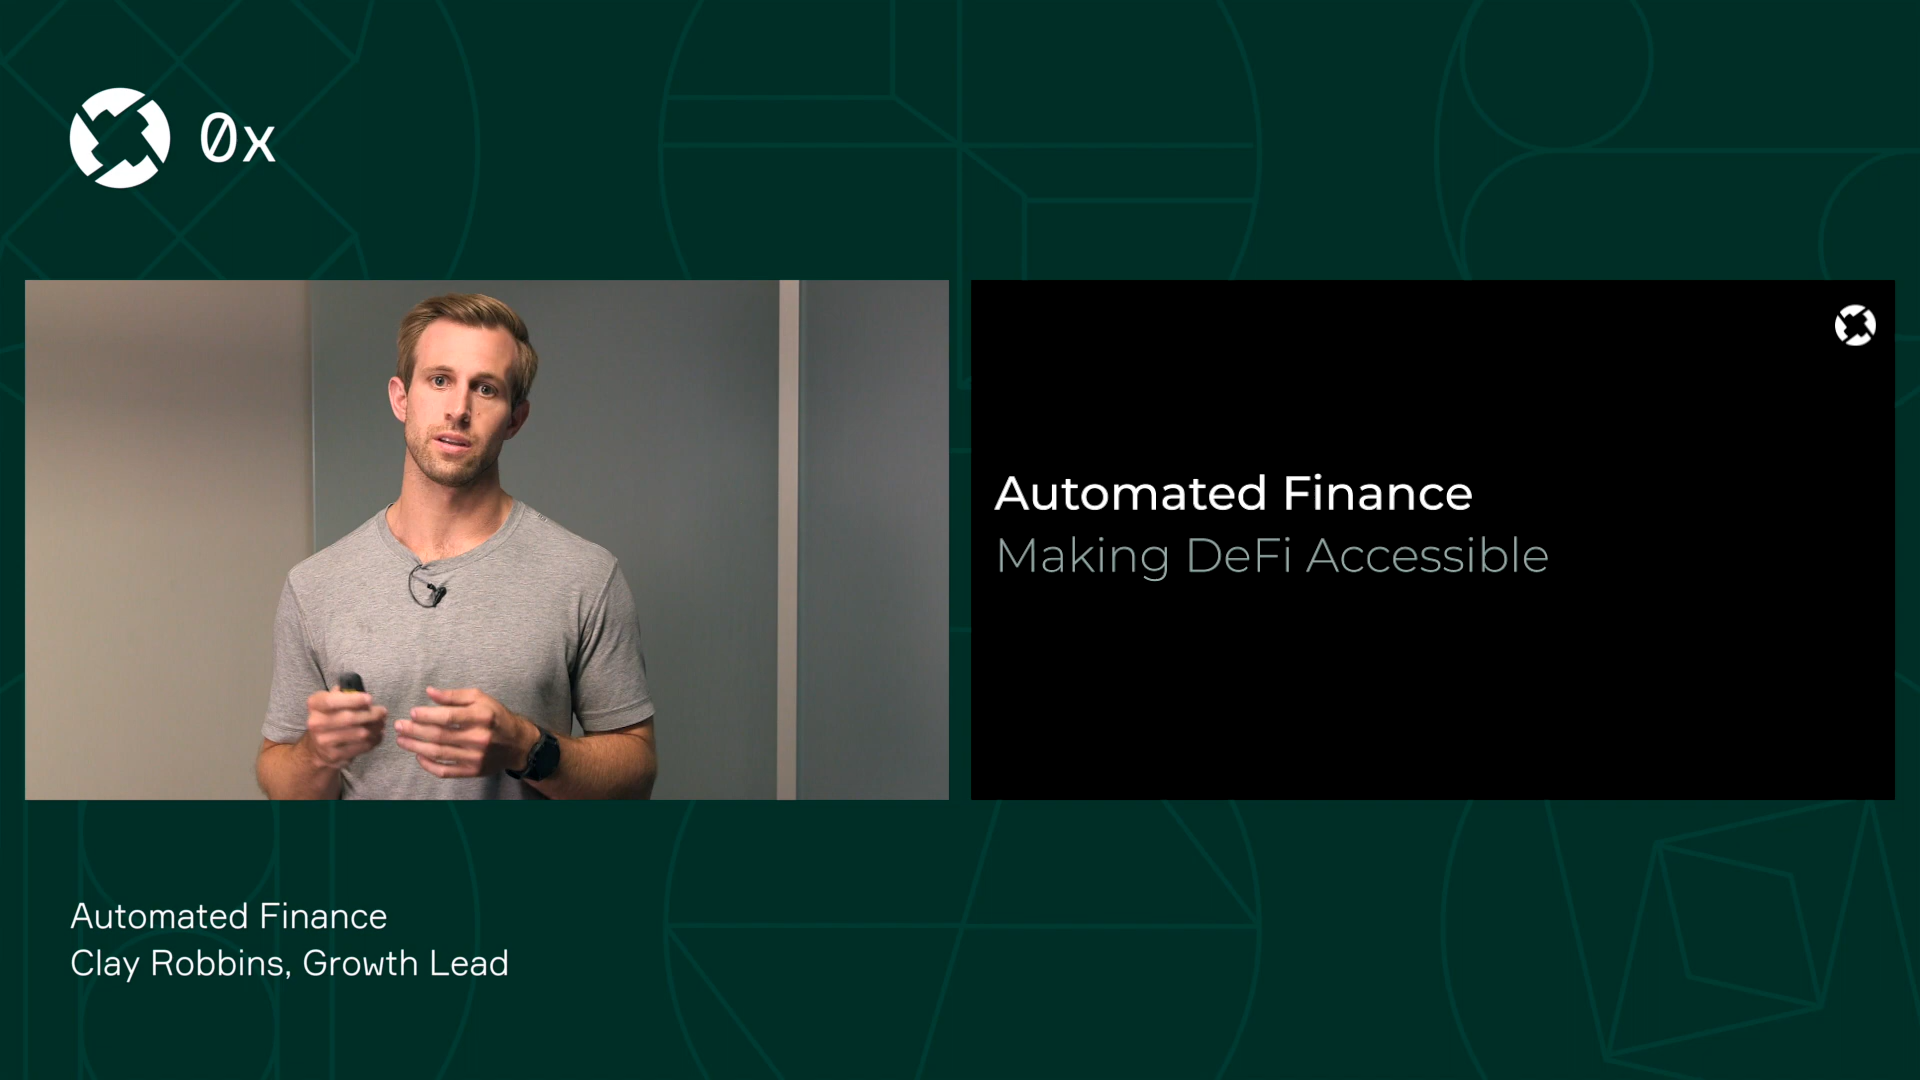 0x
Automated Finance
Making DeFi Accessible
Automated Finance
Clay Robbins, Growth Lead